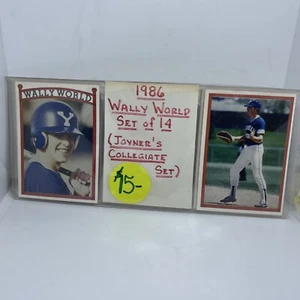 WALLY WORLD
Y
1986
WALLY WORLD
SET OF 14
(JOYNER'S
COLLEGIATE
SET)
$15-